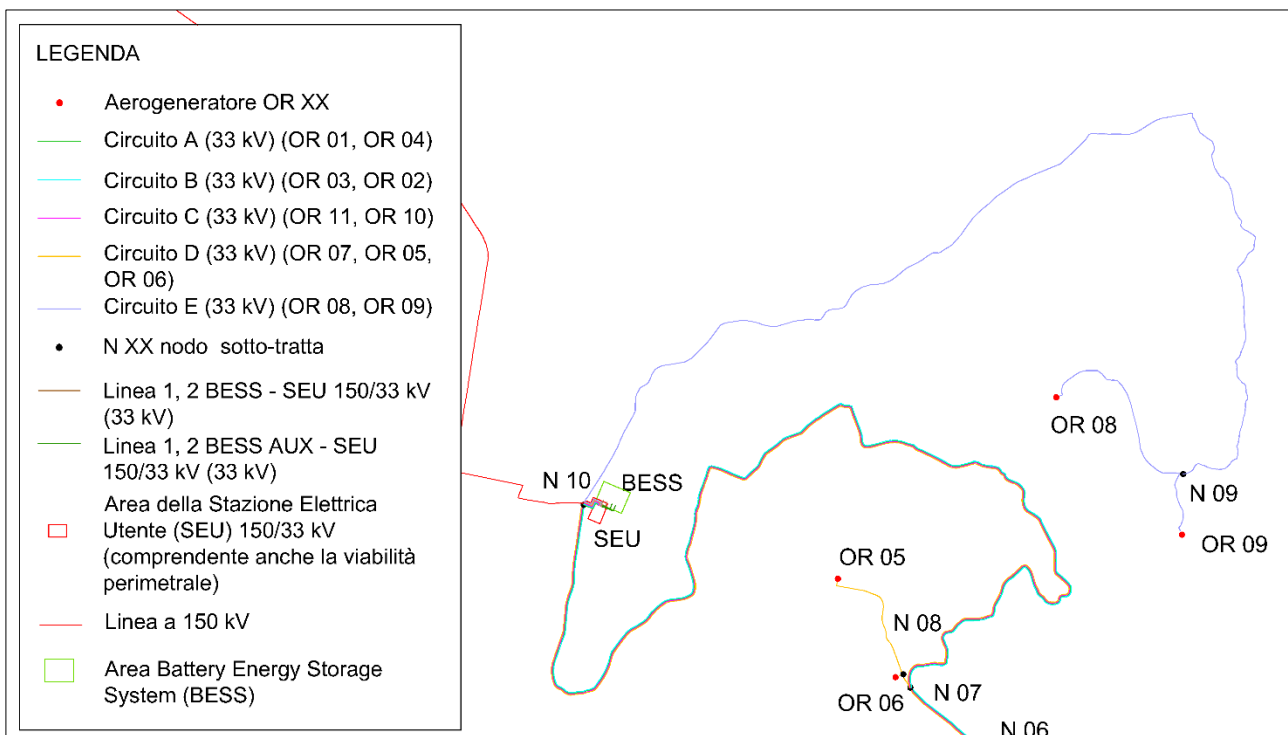 LEGENDA
Aerogeneratore OR XX
Circuito A (33 kV) (OR 01, OR 04)
Circuito B (33 kV) (OR 03, OR 02)
Circuito C (33 kV) (OR 11, OR 10)
Circuito D (33 kV) (OR 07, OR 05,
OR 06)
Circuito E (33 kV) (OR 08, OR 09)
N XX nodo sotto-tratta
Linea 1, 2 BESS - SEU 150/33 kV
(33 kV)
Linea 1, 2 BESS AUX - SEU
150/33 kV (33 kV)
Area della Stazione Elettrica
Utente (SEU) 150/33 kV
(comprendente anche la viabilità
perimetrale)
Linea a 150 kV
Area Battery Energy Storage
System (BESS)
OR 08
N 10
BESS
N 09
SEU
OR 09
OR 05
N 08
OR 06
N 07
N 06